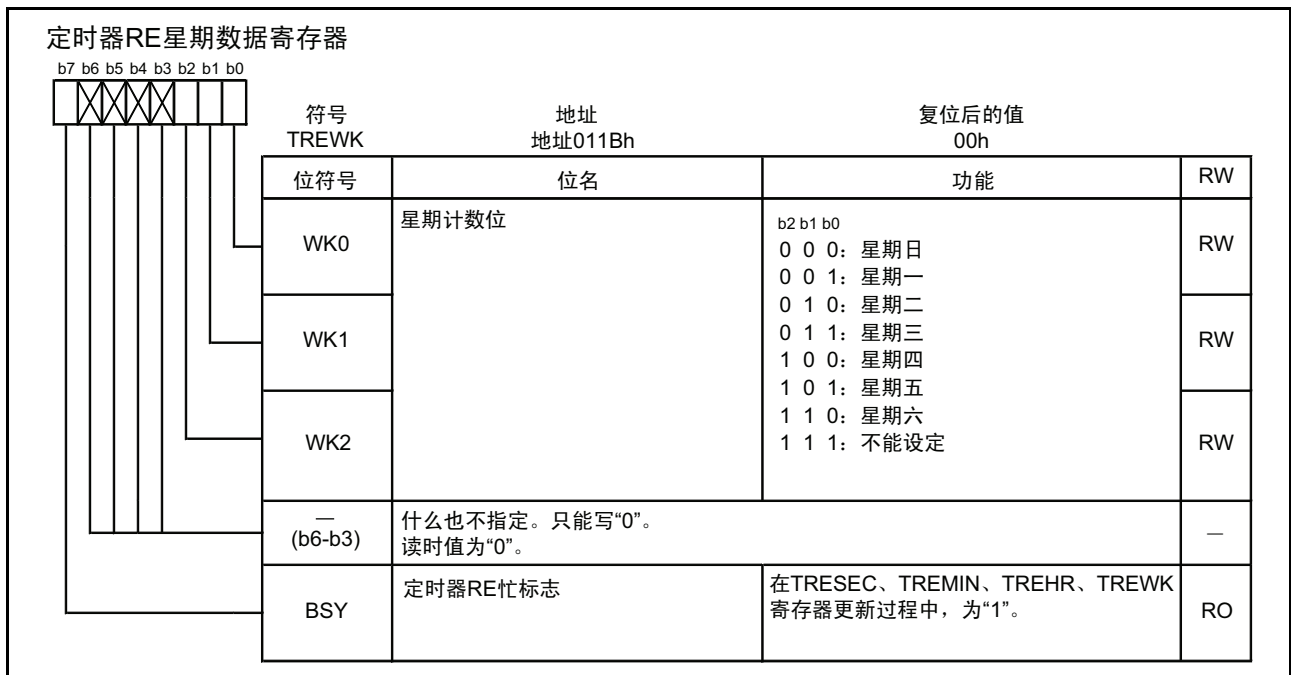 定时器RE星期数据寄存器
b7 b6 b5 b4 b3 b2 b1 b0
符号 地址 复位后的值
TREWK 地址011Bh 00h
位符号 位名 功能 RW
WK0 星期计数位 RW
WK1 RW
WK2 RW
b2 b1 b0
0 0 0：星期日
0 0 1：星期一
0 1 0：星期二
0 1 1：星期三
1 0 0：星期四
1 0 1：星期五
1 1 0：星期六
1 1 1：不能设定
—
(b6-b3)
什么也不指定。只能写“0”。
读时值为“0”。
—
BSY
定时器RE忙标志
在TRESEC、TREMIN、TREHR、TREWK
寄存器更新过程中，为“1”。
RO